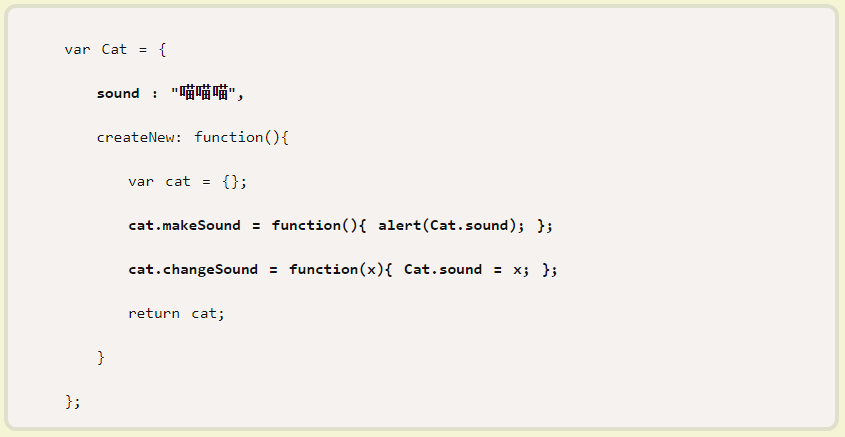 var Cat = {
sound : "喵喵喵",
createNew: function(){
var cat = {};
cat.makeSound = function(){ alert(Cat.sound); };
cat.changeSound = function(x){ Cat.sound = x; };
return cat;
}
};